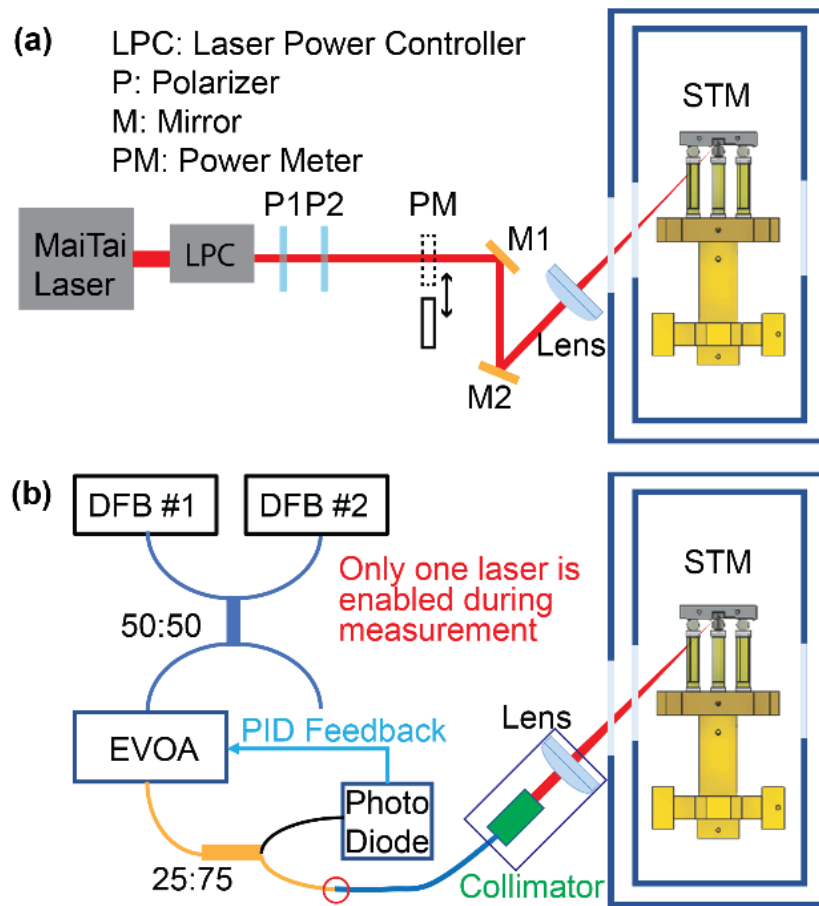 (a)
LPC: Laser Power Controller
P: Polarizer
M: Mirror
PM: Power Meter
STM
P1 P2
PM
M1
MaiTai
Laser
LPC
Lens
M2
(b)
DFB #1
DFB #2
STM
Only one laser is
enabled during
measurement
50:50
Lens
EVOA
PID Feedback
Photo
Diode
25:75
Collimator